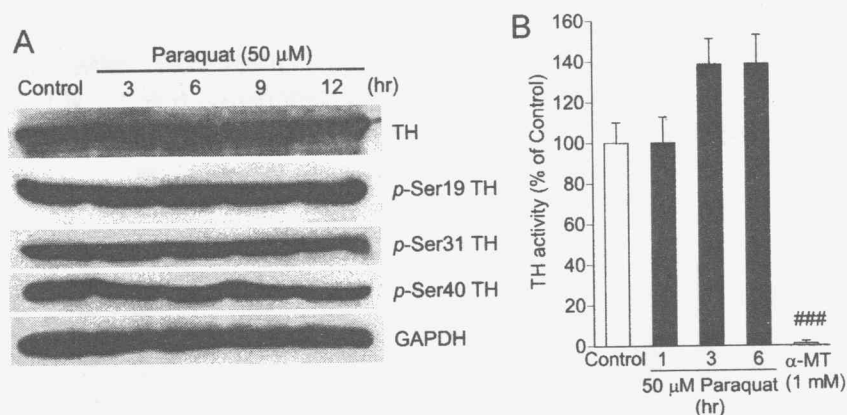 A
Paraquat (50 μM)
Control 3 6 9 12 (hr)
TH
p-Ser19 TH
p-Ser31 TH
p-Ser40 TH
GAPDH
B
TH activity (% of Control)
160
140
120
100
80
60
40
20
0
###
Control 1 3 6 α-MT
50 μM Paraquat (1 mM)
(hr)